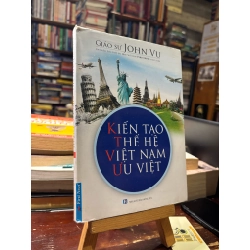 GIÁO SƯ JOHN VU
KIẾN TẠO
THẾ HỆ
VIỆT NAM
ƯU VIỆT